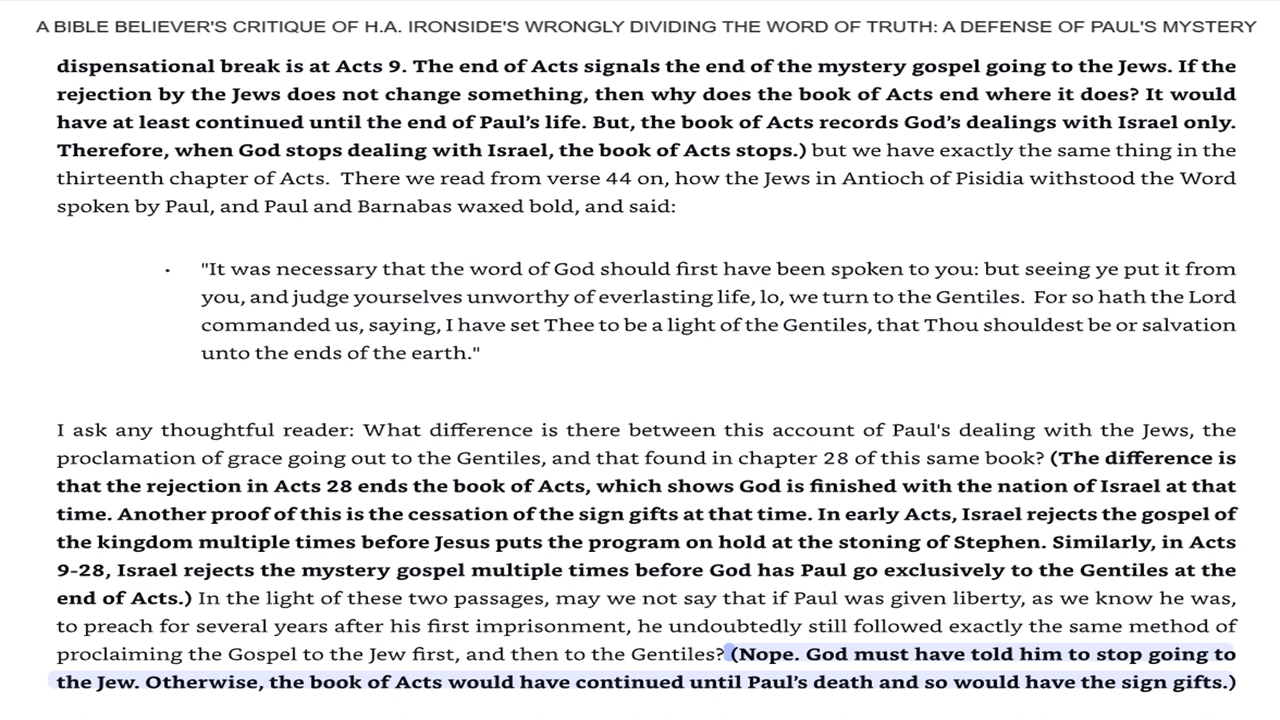 A BIBLE BELIEVER'S CRITIQUE OF H.A. IRONSIDE'S WRONGLY DIVIDING THE WORD OF TRUTH: A DEFENSE OF PAUL'S MYSTERY
dispensational break is at Acts 9. The end of Acts signals the end of the mystery gospel going to the Jews. If the
rejection by the Jews does not change something, then why does the book of Acts end where it does? It would
have at least continued until the end of Paul’s life. But, the book of Acts records God’s dealings with Israel only.
Therefore, when God stops dealing with Israel, the book of Acts stops.) but we have exactly the same thing in the
thirteenth chapter of Acts. There we read from verse 44 on, how the Jews in Antioch of Pisidia withstood the Word
spoken by Paul, and Paul and Barnabas waxed bold, and said:
· "It was necessary that the word of God should first have been spoken to you: but seeing ye put it from
you, and judge yourselves unworthy of everlasting life, lo, we turn to the Gentiles. For so hath the Lord
commanded us, saying, I have set Thee to be a light of the Gentiles, that Thou shouldest be or salvation
unto the ends of the earth."
I ask any thoughtful reader: What difference is there between this account of Paul's dealing with the Jews, the
proclamation of grace going out to the Gentiles, and that found in chapter 28 of this same book? (The difference is
that the rejection in Acts 28 ends the book of Acts, which shows God is finished with the nation of Israel at that
time. Another proof of this is the cessation of the sign gifts at that time. In early Acts, Israel rejects the gospel of
the kingdom multiple times before Jesus puts the program on hold at the stoning of Stephen. Similarly, in Acts
9-28, Israel rejects the mystery gospel multiple times before God has Paul go exclusively to the Gentiles at the
end of Acts.) In the light of these two passages, may we not say that if Paul was given liberty, as we know he was,
to preach for several years after his first imprisonment, he undoubtedly still followed exactly the same method of
proclaiming the Gospel to the Jew first, and then to the Gentiles? (Nope. God must have told him to stop going to
the Jew. Otherwise, the book of Acts would have continued until Paul’s death and so would have the sign gifts.)